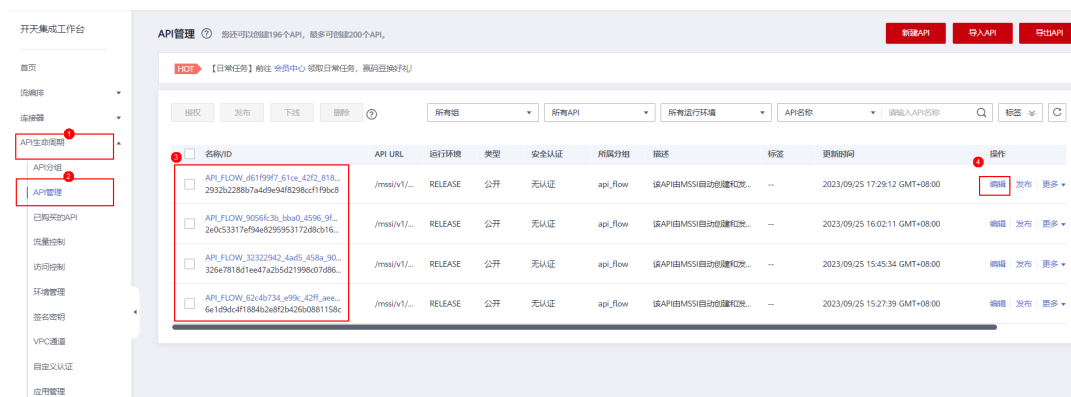 开天集成工作台
API管理 ? 您还可以创建196个API，最多可创建200个API。
新建API 导入API 导出API
首页
HOT 【日常任务】前往 会员中心 领取日常任务，赢码豆换好礼!
流编排
连接器
授权 发布 下线 删除 ? 所有组 所有API 所有运行环境 API名称 请输入API名称 标签
API生命周期 1
3 名称/ID API URL 运行环境 类型 安全认证 所属分组 描述 标签 更新时间 操作
4
API分组
2
API管理
API_FLOW_d61f99f7_61ce_42f2_818... /mssi/v1/... RELEASE 公开 无认证 api_flow 该API由MSSI自动创建和发... -- 2023/09/25 17:29:12 GMT+08:00 编辑 发布 更多
2932b2288b7a4d9e94f8298ccf1f9bc8
已购买的API
API_FLOW_9056fc3b_bba0_4596_9f... /mssi/v1/... RELEASE 公开 无认证 api_flow 该API由MSSI自动创建和发... -- 2023/09/25 16:02:11 GMT+08:00 编辑 发布 更多
2e0c53317ef94e8295953172d8cb16...
流量控制
访问控制
API_FLOW_32322942_4ad5_458a_90... /mssi/v1/... RELEASE 公开 无认证 api_flow 该API由MSSI自动创建和发... -- 2023/09/25 15:45:34 GMT+08:00 编辑 发布 更多
326e7818d1ee47a2b5d21998c07d86...
环境管理
API_FLOW_62c4b734_e99c_42ff_aee... /mssi/v1/... RELEASE 公开 无认证 api_flow 该API由MSSI自动创建和发... -- 2023/09/25 15:27:39 GMT+08:00 编辑 发布 更多
6e1d9dc4f1884b2e8f2b426b0881158c
签名密钥
VPC通道
自定义认证
应用管理